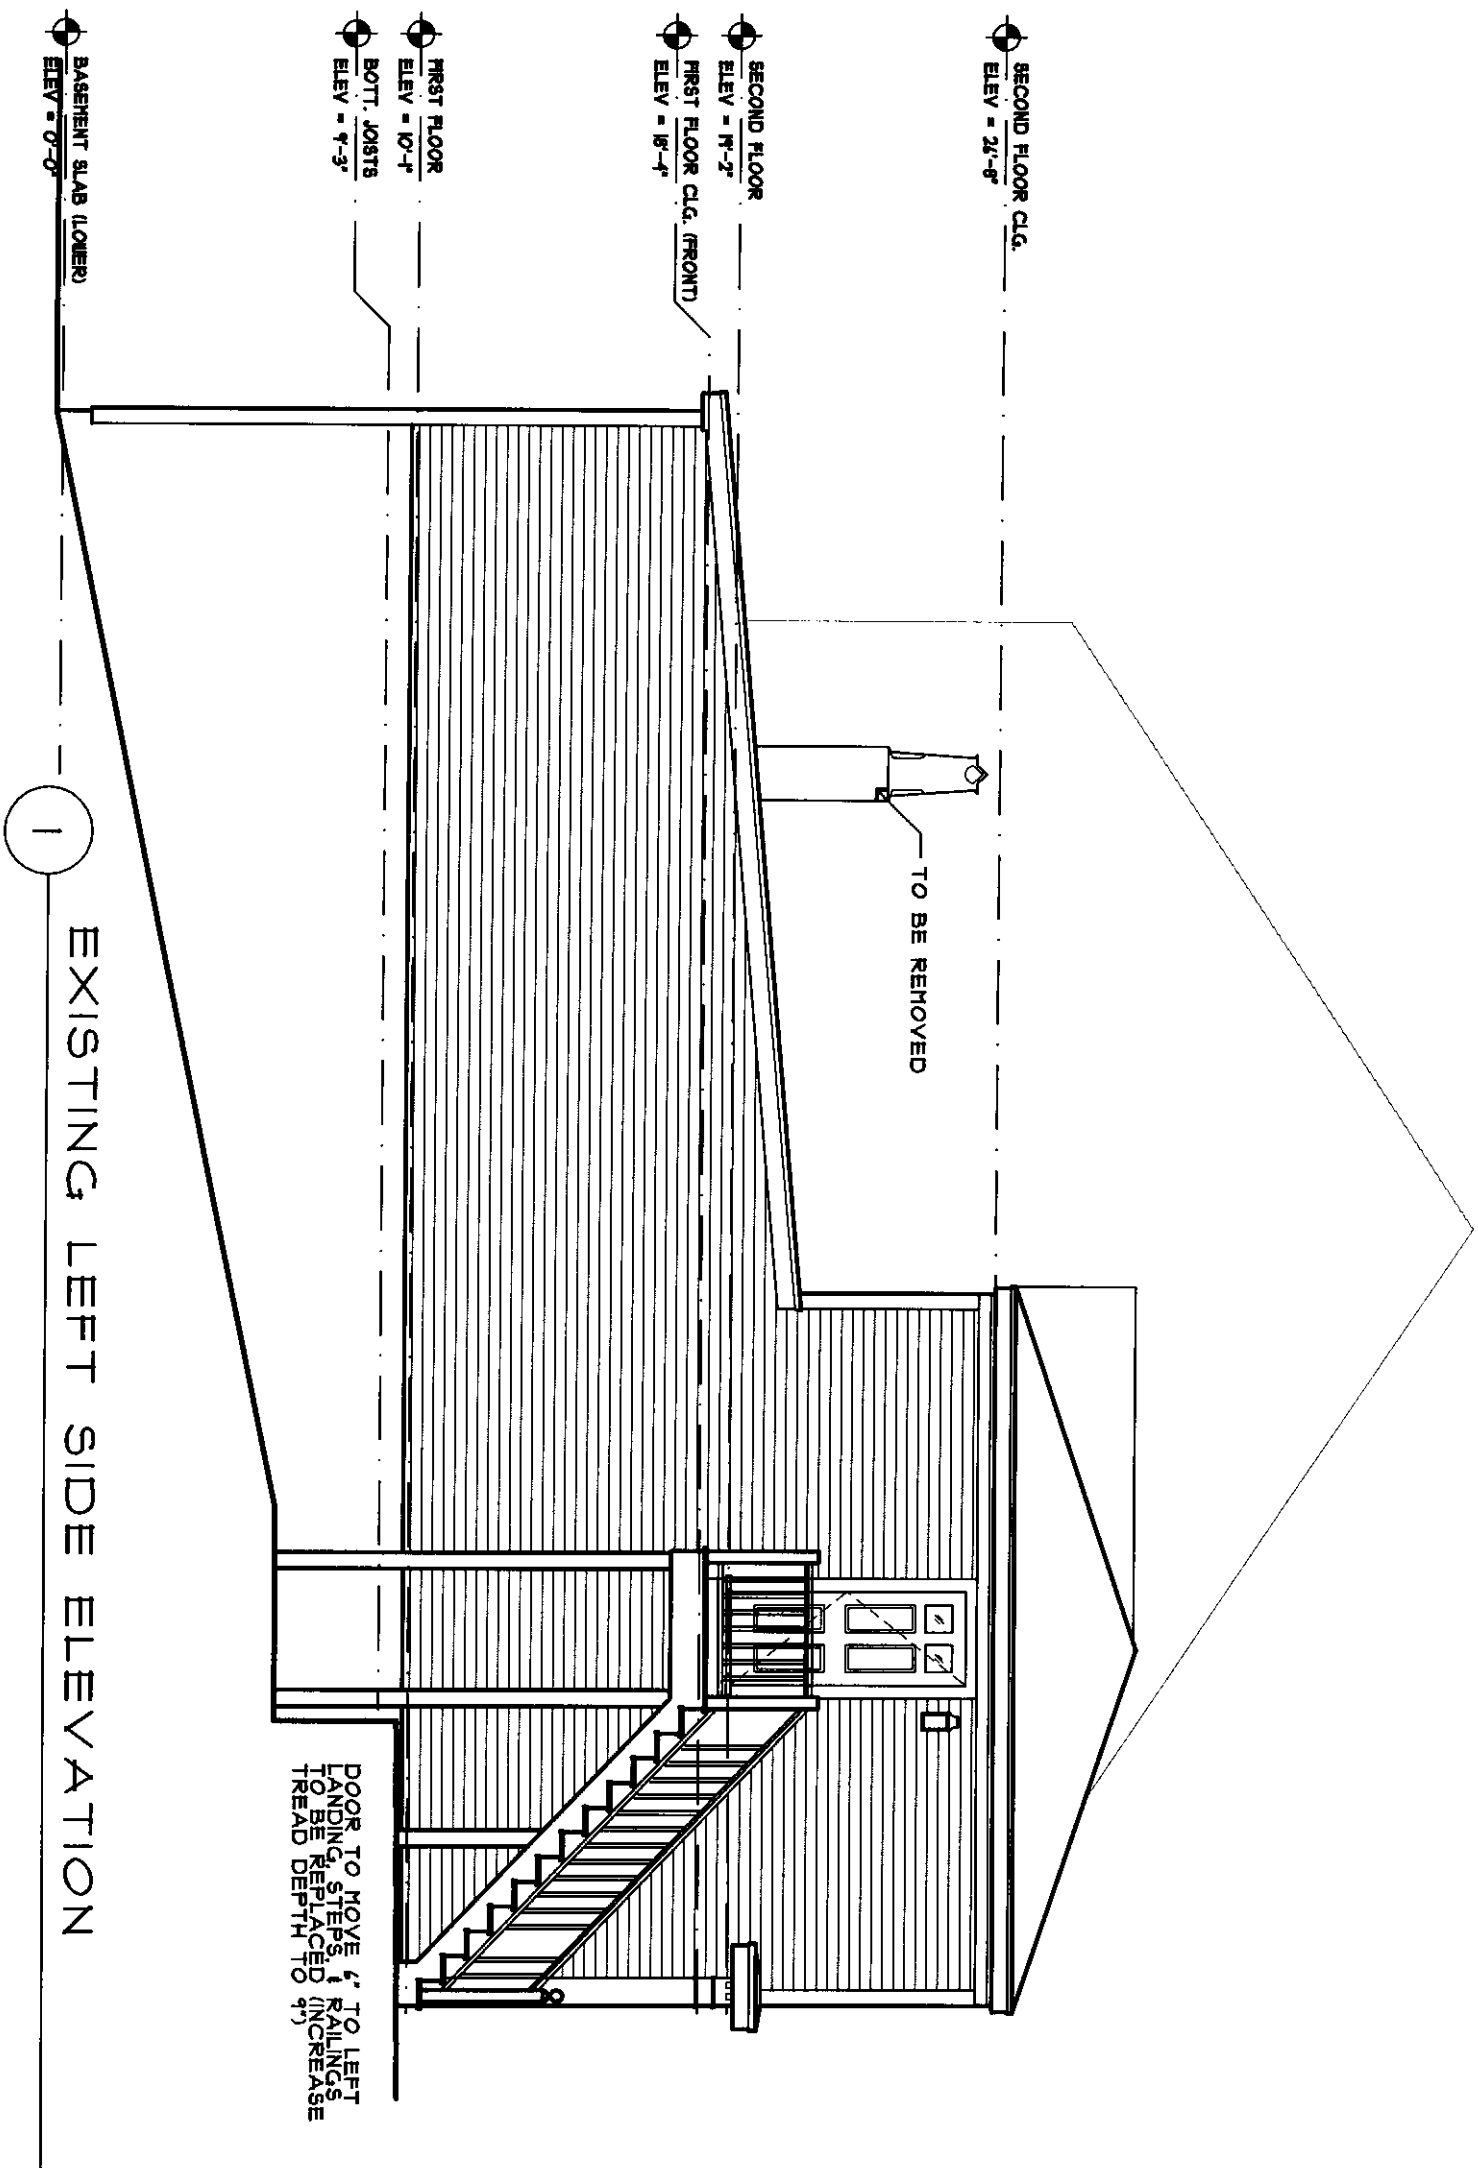 SECOND FLOOR CLG.
ELEV = 26'-8"
SECOND FLOOR
ELEV = 19'-2"
FIRST FLOOR CLG. (FRONT)
ELEV = 18'-4"
FIRST FLOOR
ELEV = 10'-1"
BOTT. JOISTS
ELEV = 9'-3"
BASEMENT SLAB (LOWER)
ELEV = 0'-0"
TO BE REMOVED
DOOR TO MOVE 6" TO LEFT
LANDING, STEPS, & RAILINGS
TO BE REPLACED (INCREASE
TREAD DEPTH TO 9")
1
EXISTING LEFT SIDE ELEVATION